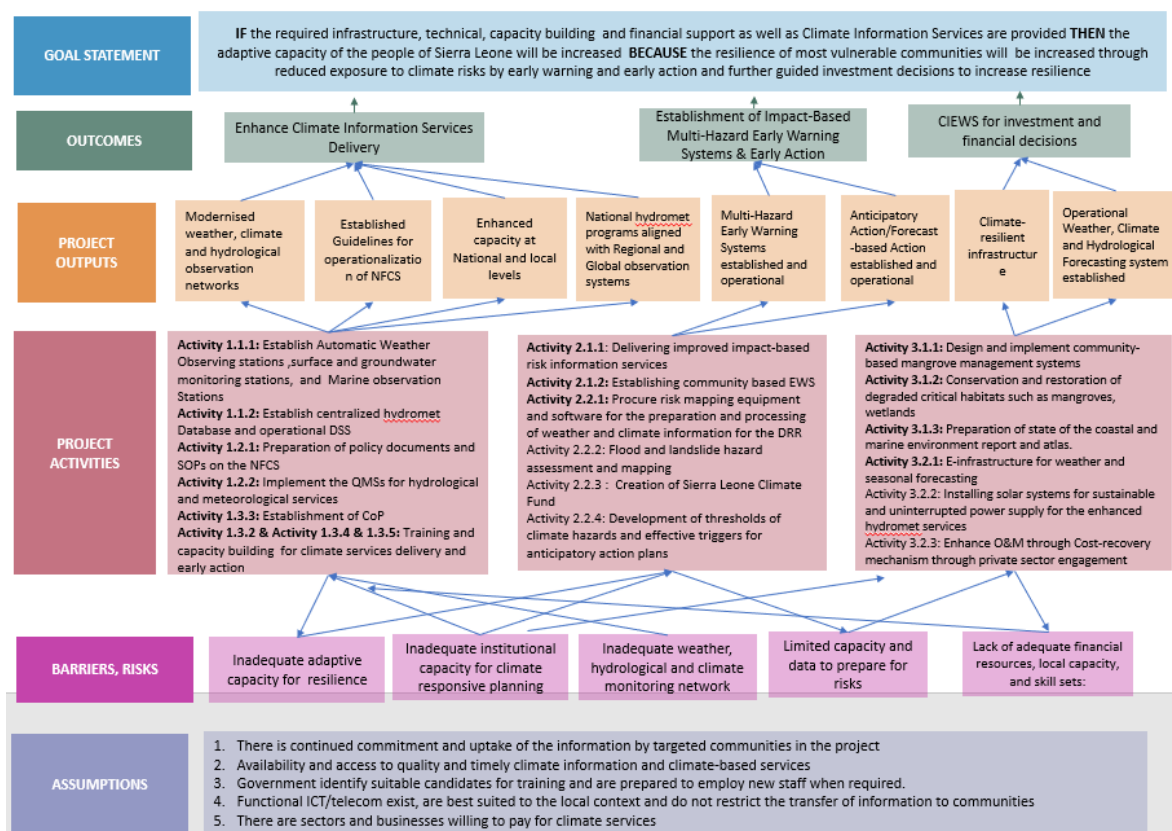 GOAL STATEMENT
IF the required infrastructure, technical, capacity building and financial support as well as Climate Information Services are provided THEN the
adaptive capacity of the people of Sierra Leone will be increased BECAUSE the resilience of most vulnerable communities will be increased through
reduced exposure to climate risks by early warning and early action and further guided investment decisions to increase resilience
OUTCOMES
Enhance Climate Information Services
Delivery
Establishment of Impact-Based
Multi-Hazard Early Warning
Systems & Early Action
CIEWS for investment and
financial decisions
PROJECT
OUTPUTS
Modernised
weather, climate
and hydrological
observation
networks
Established
Guidelines for
operationalizatio
n of NFCS
Enhanced
capacity at
National and local
levels
National hydromet
programs aligned
with Regional and
Global observation
systems
Multi-Hazard
Early Warning
Systems
established and
operational
Anticipatory
Action/Forecast
-based Action
established and
operational
Climate-
resilient
infrastructur
e
Operational
Weather, Climate
and Hydrological
Forecasting system
established
PROJECT
ACTIVITIES
Activity 1.1.1: Establish Automatic Weather
Observing stations ,surface and groundwater
monitoring stations, and Marine observation
Stations
Activity 1.1.2: Establish centralized hydromet
Database and operational DSS
Activity 1.2.1: Preparation of policy documents and
SOPs on the NFCS
Activity 1.2.2: Implement the QMSs for hydrological
and meteorological services
Activity 1.3.3: Establishment of CoP
Activity 1.3.2 & Activity 1.3.4 & 1.3.5: Training and
capacity building for climate services delivery and
early action
Activity 2.1.1: Delivering improved impact-based
risk information services
Activity 2.1.2: Establishing community based EWS
Activity 2.2.1: Procure risk mapping equipment
and software for the preparation and processing
of weather and climate information for the DRR
Activity 2.2.2: Flood and landslide hazard
assessment and mapping
Activity 2.2.3 : Creation of Sierra Leone Climate
Fund
Activity 2.2.4: Development of thresholds of
climate hazards and effective triggers for
anticipatory action plans
Activity 3.1.1: Design and implement community-
based mangrove management systems
Activity 3.1.2: Conservation and restoration of
degraded critical habitats such as mangroves,
wetlands
Activity 3.1.3: Preparation of state of the coastal
and marine environment report and atlas.
Activity 3.2.1: E-infrastructure for weather and
seasonal forecasting
Activity 3.2.2: Installing solar systems for sustainable
and uninterrupted power supply for the enhanced
hydromet services
Activity 3.2.3: Enhance O&M through Cost-recovery
mechanism through private sector engagement
BARRIERS, RISKS
Inadequate adaptive
capacity for resilience
Inadequate institutional
capacity for climate
responsive planning
Inadequate weather,
hydrological and climate
monitoring network
Limited capacity and
data to prepare for
risks
Lack of adequate financial
resources, local capacity,
and skill sets:
ASSUMPTIONS
1. There is continued commitment and uptake of the information by targeted communities in the project
2. Availability and access to quality and timely climate information and climate-based services
3. Government identify suitable candidates for training and are prepared to employ new staff when required.
4. Functional ICT/telecom exist, are best suited to the local context and do not restrict the transfer of information to communities
5. There are sectors and businesses willing to pay for climate services